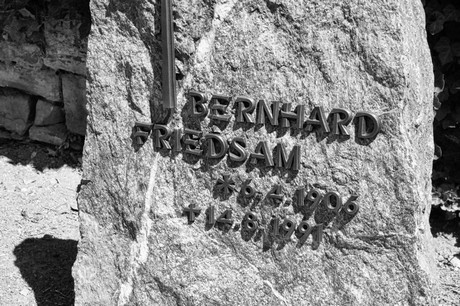 BERNHARD
FRIEDSAM
* 6.4.1906
+ 14.6.1991